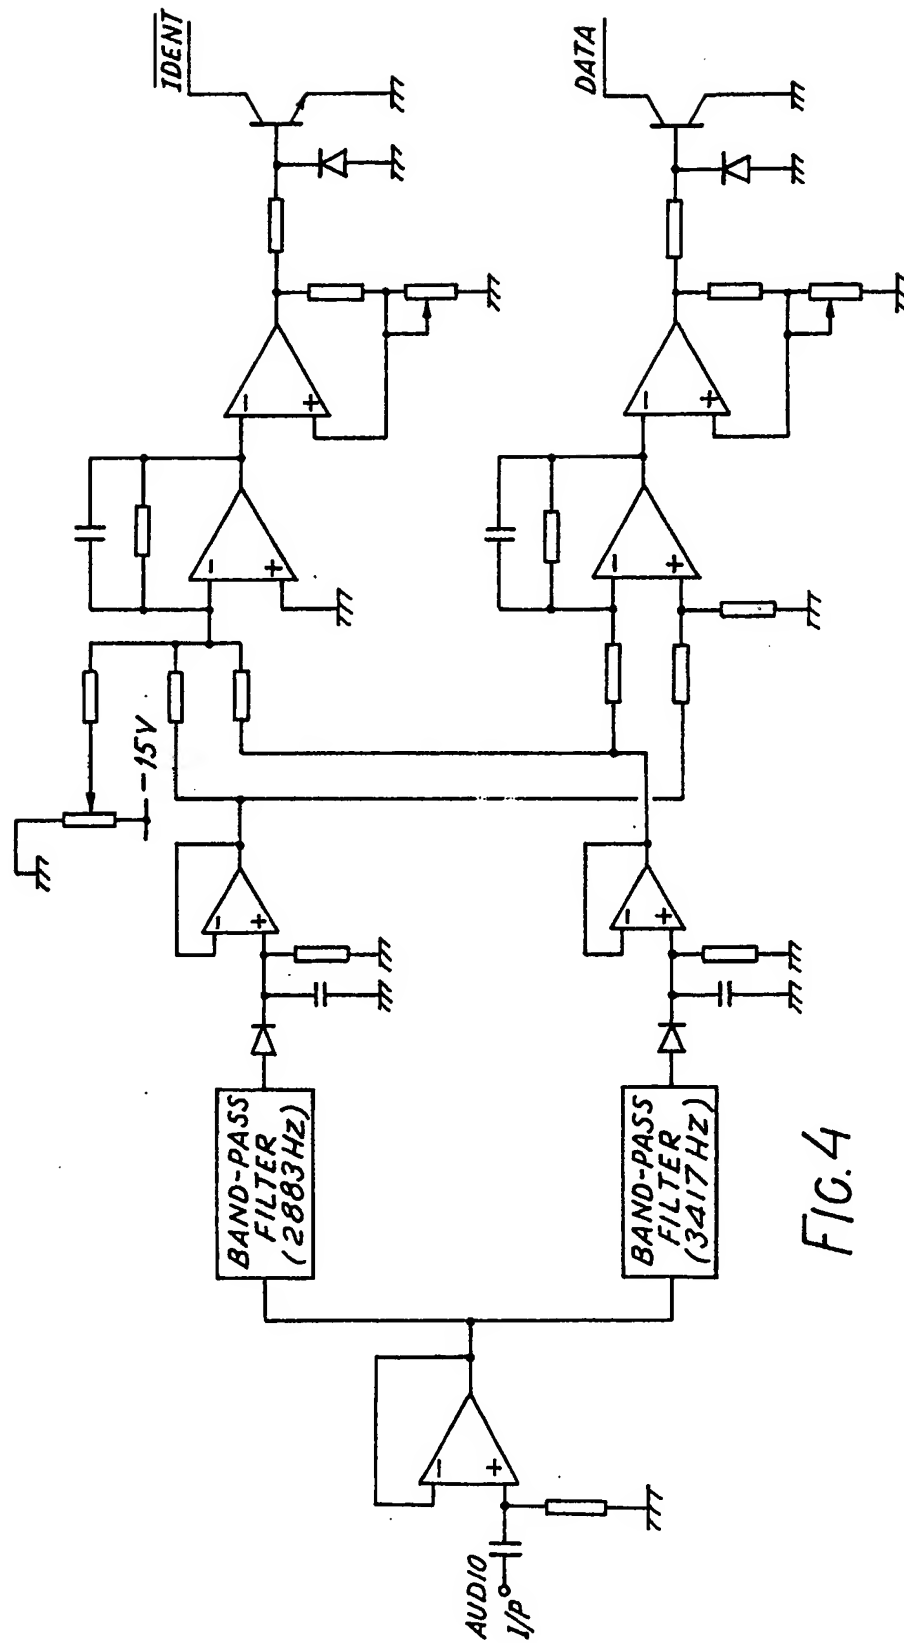 AUDIO
I/P
−
+
BAND-PASS
FILTER
(2883Hz)
BAND-PASS
FILTER
(3417Hz)
−
+
−
+
−15V
−
+
−
+
−
+
−
+
IDENT
DATA
FIG. 4